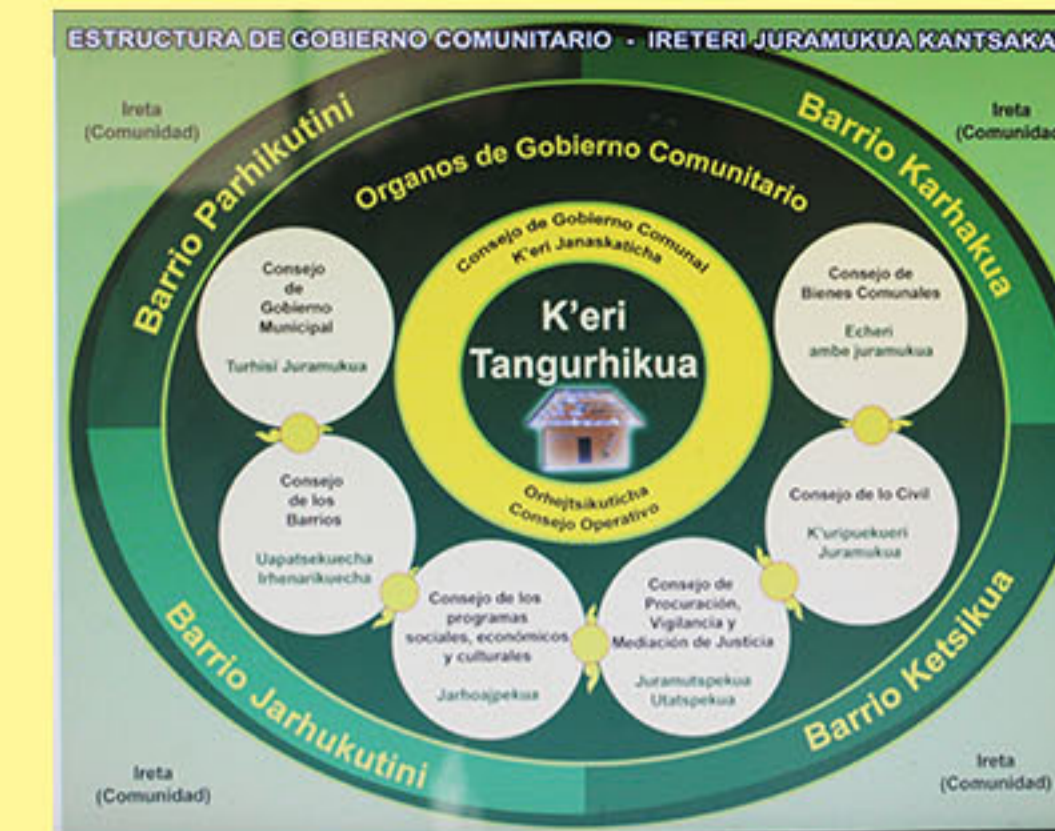 ESTRUCTURA DE GOBIERNO COMUNITARIO - IRETERI JURAMUKUA KANTSAKA
Ireta
(Comunidad)
Ireta
(Comunidad
Barrio Parhikutini
Barrio Karhakua
Organos de Gobierno Comunitario
Consejo de Gobierno Comunal
K'eri Janaskaticha
K'eri
Tangurhikua
Orhejtsikuticha
Consejo Operativo
Consejo
de
Gobierno
Municipal
Turhisi Juramukua
Consejo de
Bienes Comunales
Echeri
ambe juramukua
Consejo
de los
Barrios
Uapatsekuecha
Irhenarikuecha
Consejo de lo Civil
K'uripuekueri
Juramukua
Consejo de los
programas
sociales, económicos
y culturales
Jarhoajpekua
Consejo de
Procuración,
Vigilancia y
Mediación de Justicia
Juramutspekua
Utatspekua
Barrio Jarhukutini
Barrio Ketsikua
Ireta
(Comunidad)
Ireta
(Comunidad)